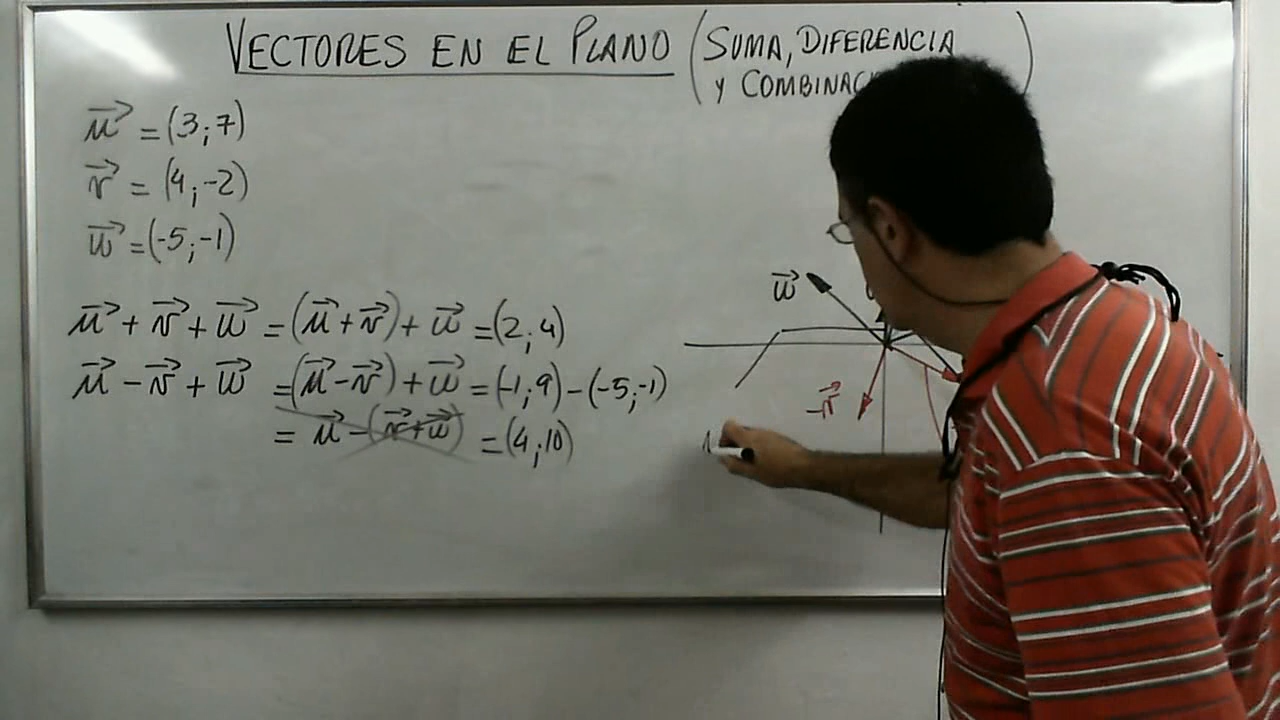 VECTORES EN EL PLANO (SUMA, DIFERENCIA
y COMBINAC
u⃗ = (3;7)
v⃗ = (4;-2)
w⃗ = (-5;-1)
u⃗ + v⃗ + w⃗ = (u⃗ + v⃗) + w⃗ = (2;4)
u⃗ - v⃗ + w⃗ = (u⃗ - v⃗) + w⃗ = (-1;9) - (-5;-1)
= u⃗ - (v⃗ + w⃗) = (4;10)
w⃗
-v⃗